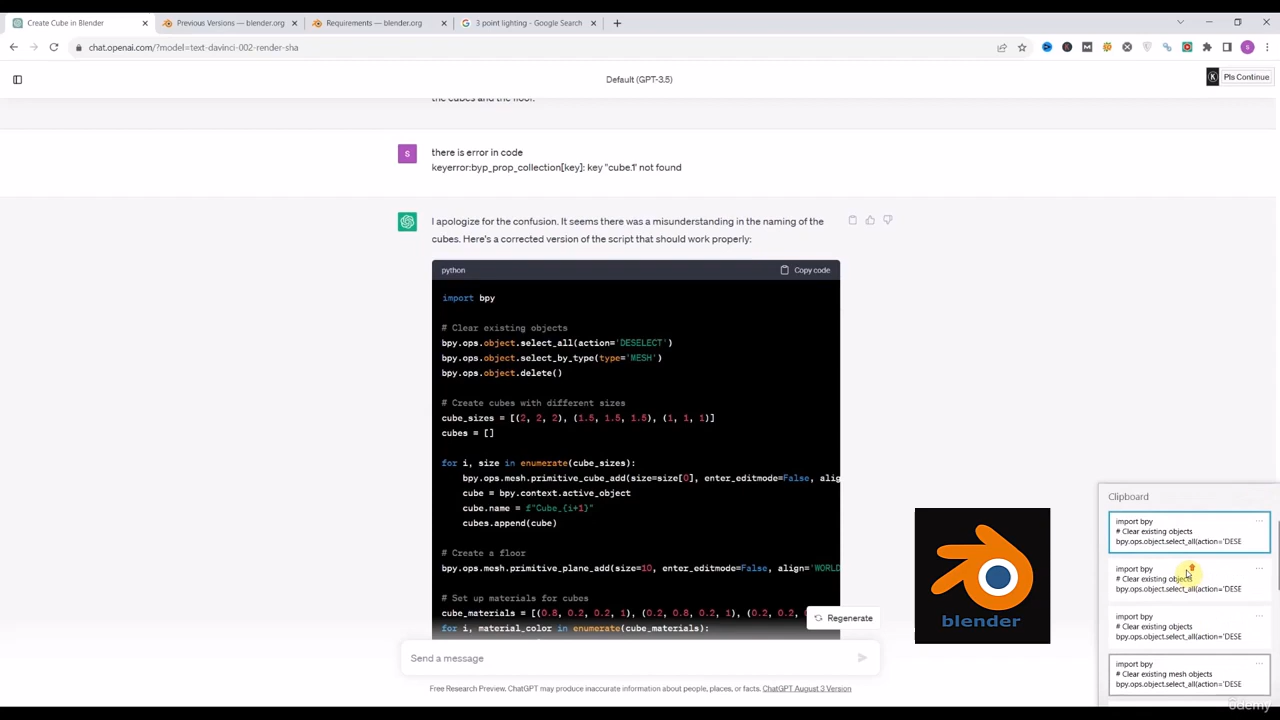 Create Cube in Blender
Previous Versions — blender.org
Requirements — blender.org
3 point lighting - Google Search
chat.openai.com/?model=text-davinci-002-render-sha
Default (GPT-3.5)
Pls Continue
the cubes and the floor.
S
there is error in code
keyerror:byp_prop_collection[key]: key "cube.1' not found
I apologize for the confusion. It seems there was a misunderstanding in the naming of the
cubes. Here's a corrected version of the script that should work properly:
python
Copy code
import bpy
# Clear existing objects
bpy.ops.object.select_all(action='DESELECT')
bpy.ops.object.select_by_type(type='MESH')
bpy.ops.object.delete()
# Create cubes with different sizes
cube_sizes = [(2, 2, 2), (1.5, 1.5, 1.5), (1, 1, 1)]
cubes = []
for i, size in enumerate(cube_sizes):
bpy.ops.mesh.primitive_cube_add(size=size[0], enter_editmode=False, alig
cube = bpy.context.active_object
cube.name = f"Cube_{i+1}"
cubes.append(cube)
# Create a floor
bpy.ops.mesh.primitive_plane_add(size=10, enter_editmode=False, align='WORLD
# Set up materials for cubes
cube_materials = [(0.8, 0.2, 0.2, 1), (0.2, 0.8, 0.2, 1), (0.2, 0.2,
for i, material_color in enumerate(cube_materials):
Regenerate
Send a message
Free Research Preview. ChatGPT may produce inaccurate information about people, places, or facts. ChatGPT August 3 Version
blender
Clipboard
import bpy
# Clear existing objects
bpy.ops.object.select_all(action='DESE
import bpy
# Clear existing objects
bpy.ops.object.select_all(action='DESE
import bpy
# Clear existing objects
bpy.ops.object.select_all(action='DESE
import bpy
# Clear existing mesh objects
bpy.ops.object.select_all(action='DESE
ûdemy